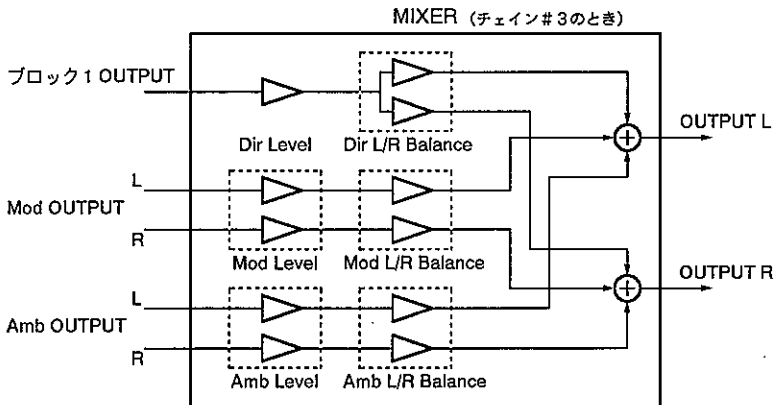 MIXER (チェイン#3のとき)
ブロック1 OUTPUT
OUTPUT L
Dir Level
Dir L/R Balance
L
Mod OUTPUT
R
Mod Level
Mod L/R Balance
OUTPUT R
L
Amb OUTPUT
R
Amb Level
Amb L/R Balance